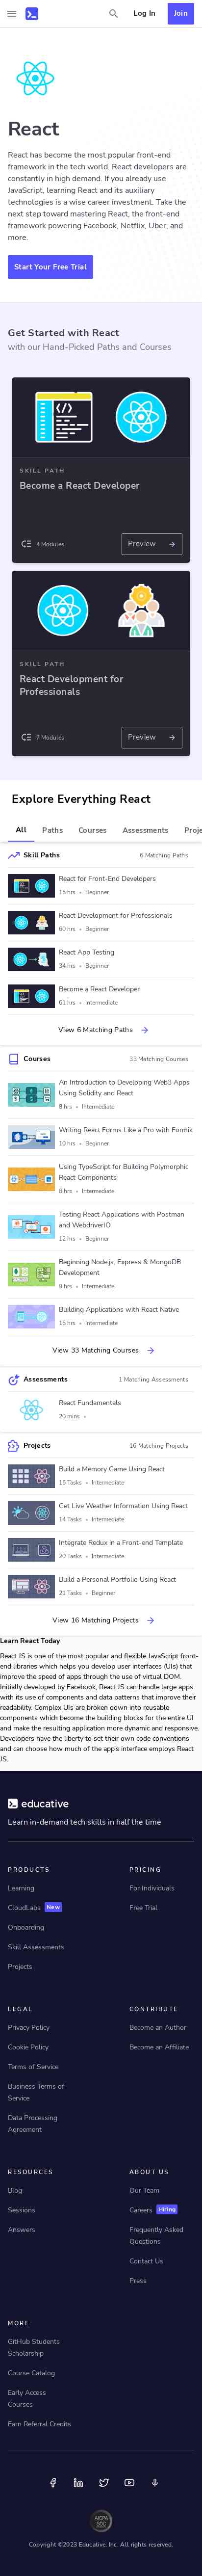 Log In
Join
React
React has become the most popular front-end
framework in the tech world. React developers are
constantly in high demand. If you already use
JavaScript, learning React and its auxiliary
technologies is a wise career investment. Take the
next step toward mastering React, the front-end
framework powering Facebook, Netflix, Uber, and
more.
Start Your Free Trial
Get Started with React
with our Hand-Picked Paths and Courses
SKILL PATH
Become a React Developer
4 Modules
Preview
SKILL PATH
React Development for
Professionals
7 Modules
Preview
Explore Everything React
All
Paths
Courses
Assessments
Proje
Skill Paths
6 Matching Paths
React for Front-End Developers
15 hrs • Beginner
React Development for Professionals
60 hrs • Beginner
React App Testing
34 hrs • Beginner
Become a React Developer
61 hrs • Intermediate
View 6 Matching Paths
Courses
33 Matching Courses
An Introduction to Developing Web3 Apps
Using Solidity and React
8 hrs • Intermediate
Writing React Forms Like a Pro with Formik
10 hrs • Beginner
Using TypeScript for Building Polymorphic
React Components
8 hrs • Intermediate
Testing React Applications with Postman
and WebdriverIO
12 hrs • Beginner
Beginning Node.js, Express & MongoDB
Development
9 hrs • Intermediate
Building Applications with React Native
15 hrs • Intermediate
View 33 Matching Courses
Assessments
1 Matching Assessments
React Fundamentals
20 mins •
Projects
16 Matching Projects
Build a Memory Game Using React
15 Tasks • Intermediate
Get Live Weather Information Using React
14 Tasks • Intermediate
Integrate Redux in a Front-end Template
20 Tasks • Intermediate
Build a Personal Portfolio Using React
21 Tasks • Beginner
View 16 Matching Projects
Learn React Today
React JS is one of the most popular and flexible JavaScript front-
end libraries which helps you develop user interfaces (UIs) that
improve the speed of apps through the use of virtual DOM.
Initially developed by Facebook, React JS can handle large apps
with its use of components and data patterns that improve their
readability. Complex UIs are broken down into reusable
components which become the building blocks for the entire UI
and make the resulting application more dynamic and responsive.
Developers have the liberty to set their own code conventions
and can choose how much of the app's interface employs React
JS.
educative
Learn in-demand tech skills in half the time
PRODUCTS
Learning
CloudLabs New
Onboarding
Skill Assessments
Projects
PRICING
For Individuals
Free Trial
LEGAL
Privacy Policy
Cookie Policy
Terms of Service
Business Terms of
Service
Data Processing
Agreement
CONTRIBUTE
Become an Author
Become an Affiliate
RESOURCES
Blog
Sessions
Answers
ABOUT US
Our Team
Careers Hiring
Frequently Asked
Questions
Contact Us
Press
MORE
GitHub Students
Scholarship
Course Catalog
Early Access
Courses
Earn Referral Credits
AICPA
SOC
Copyright ©2023 Educative, Inc. All rights reserved.